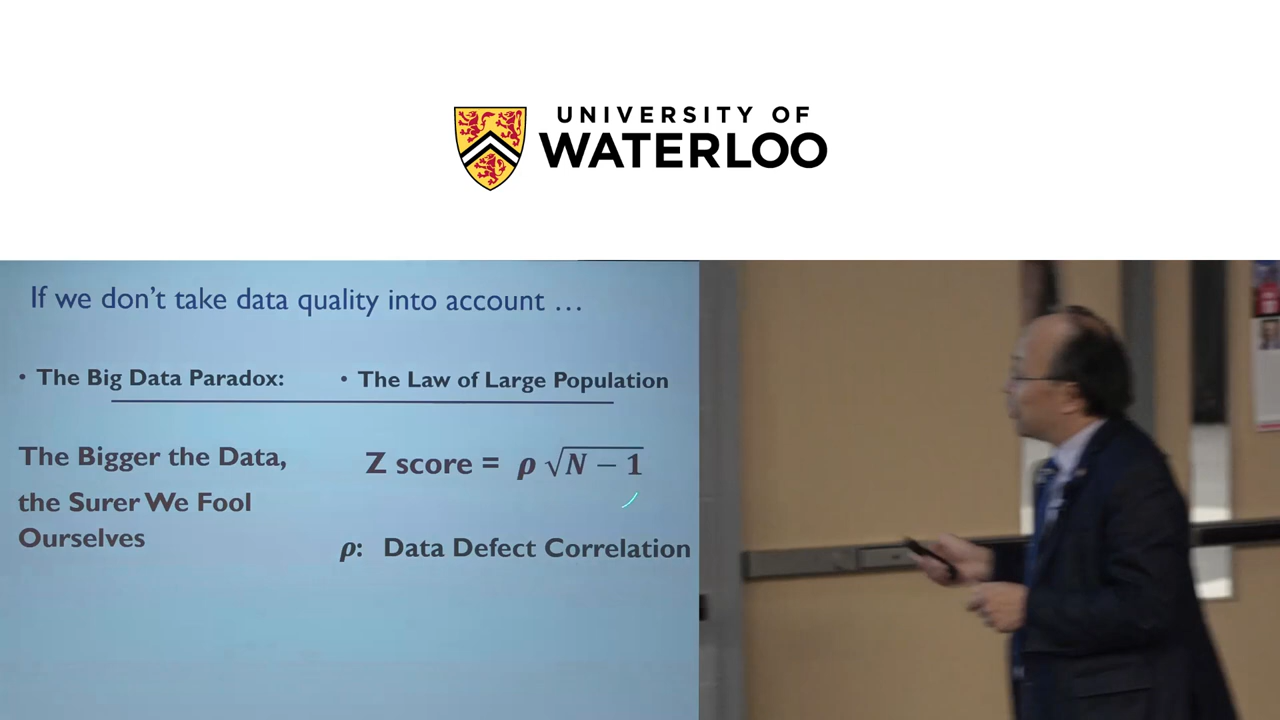 UNIVERSITY OF
WATERLOO
If we don't take data quality into account …
• The Big Data Paradox:
• The Law of Large Population
The Bigger the Data,
the Surer We Fool
Ourselves
Z score = ρ √N − 1
ρ: Data Defect Correlation